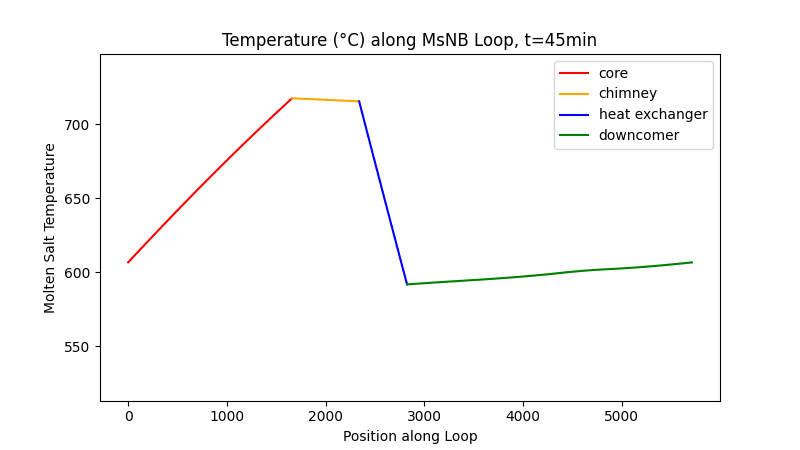 Temperature (°C) along MsNB Loop, t=45min
core
chimney
heat exchanger
downcomer
Molten Salt Temperature
700
650
600
550
0 1000 2000 3000 4000 5000
Position along Loop